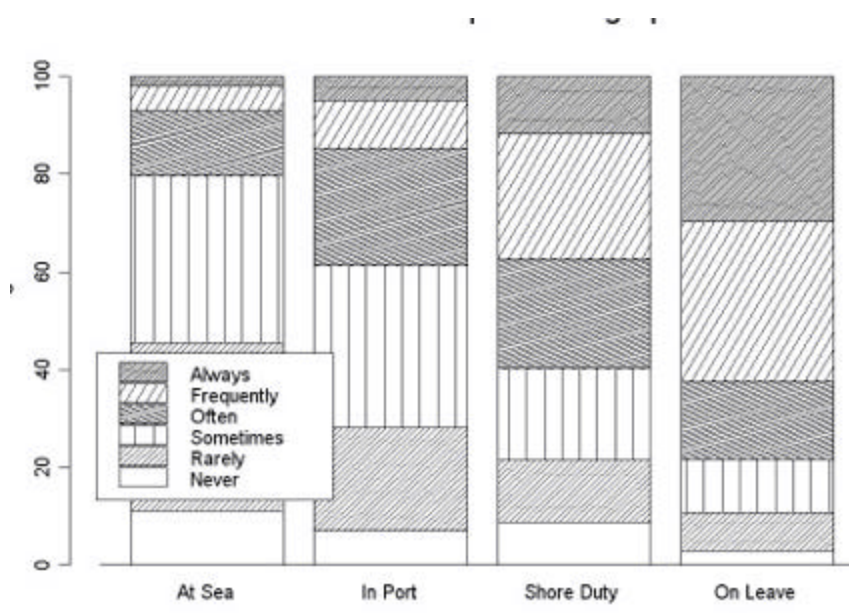 100
80
60
40
20
0
Always
Frequently
Often
Sometimes
Rarely
Never
At Sea
In Port
Shore Duty
On Leave